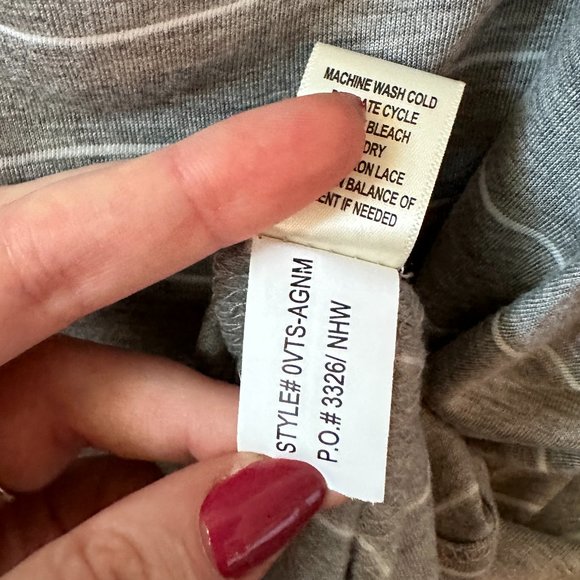 MACHINE WASH COLD
CYCLE
BLEACH
DRY
LACE
BALANCE OF
IF NEEDED
STYLE# 0VTS-AGNM
P.O.# 3326/ NHW